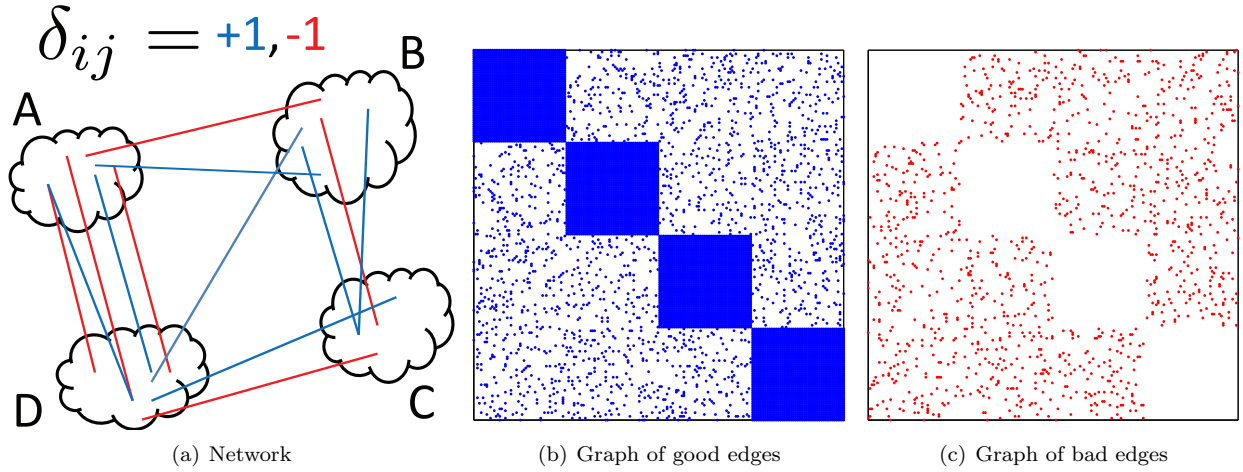 δij = +1,-1
B
A
D
C
(a) Network
(b) Graph of good edges
(c) Graph of bad edges